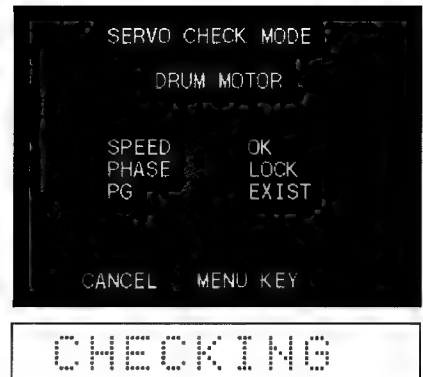 SERVO CHECK MODE
DRUM MOTOR
SPEED OK
PHASE LOCK
PG EXIST
CANCEL MENU KEY
CHECKING